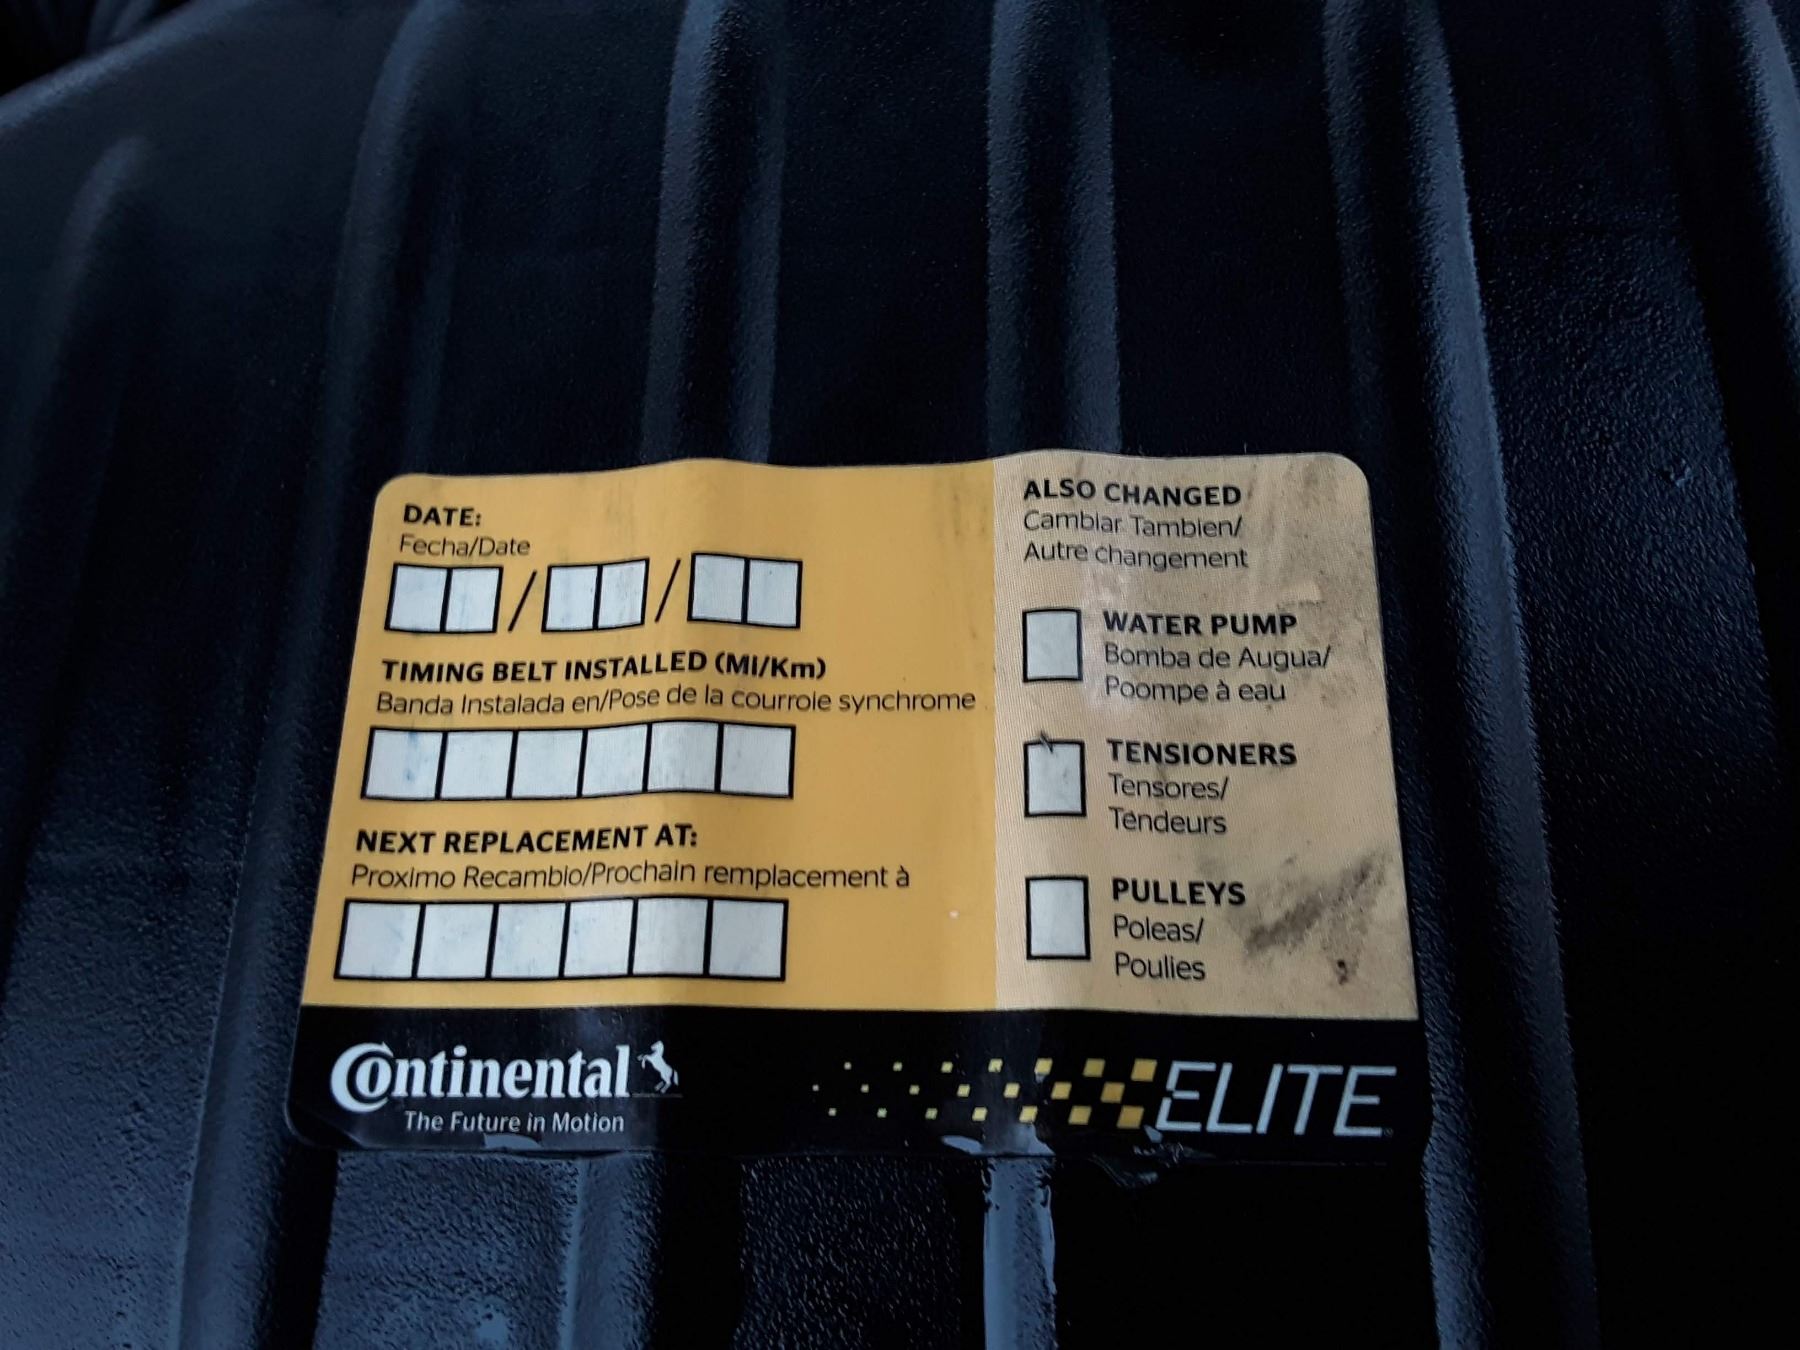 DATE:
Fecha/Date
/ /
TIMING BELT INSTALLED (MI/Km)
Banda Instalada en/Pose de la courroie synchrome
NEXT REPLACEMENT AT:
Proximo Recambio/Prochain remplacement à
ALSO CHANGED
Cambiar Tambien/
Autre changement
WATER PUMP
Bomba de Augua/
Poompe à eau
TENSIONERS
Tensores/
Téndeurs
PULLEYS
Poleas/
Poulies
Continental
The Future in Motion
ELITE